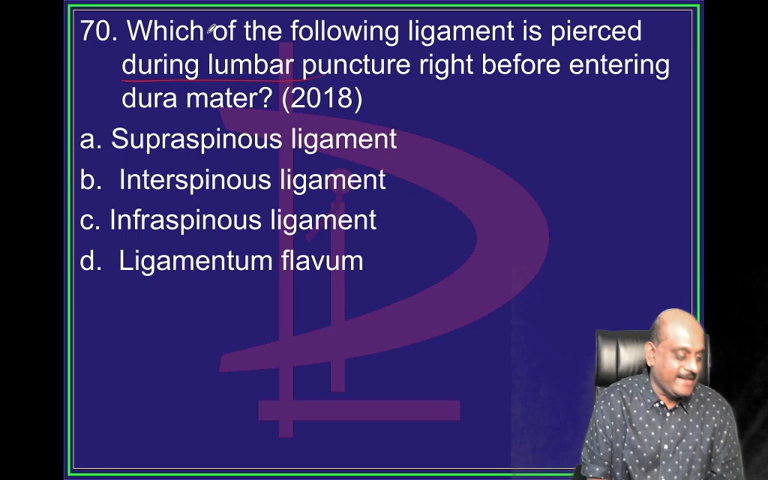 70. Which of the following ligament is pierced
during lumbar puncture right before entering
dura mater? (2018)
a. Supraspinous ligament
b. Interspinous ligament
c. Infraspinous ligament
d. Ligamentum flavum